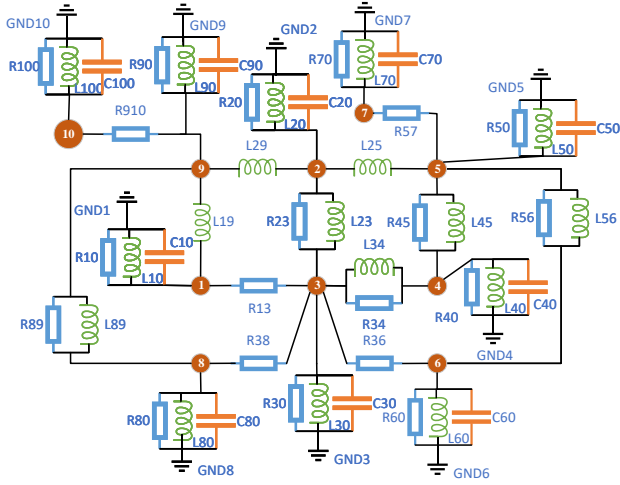 GND10
GND9
GND2
GND7
R100
L100
C100
R90
L90
C90
R20
L20
C20
R70
L70
C70
GND5
R50
L50
C50
10
R910
7
R57
9
L29
2
L25
5
GND1
R10
L10
C10
L19
R23
L23
R45
L45
R56
L56
L34
1
R13
3
R34
4
R40
L40
C40
GND4
R89
L89
R38
R36
8
6
R80
L80
C80
GND8
R30
L30
C30
GND3
R60
L60
C60
GND6